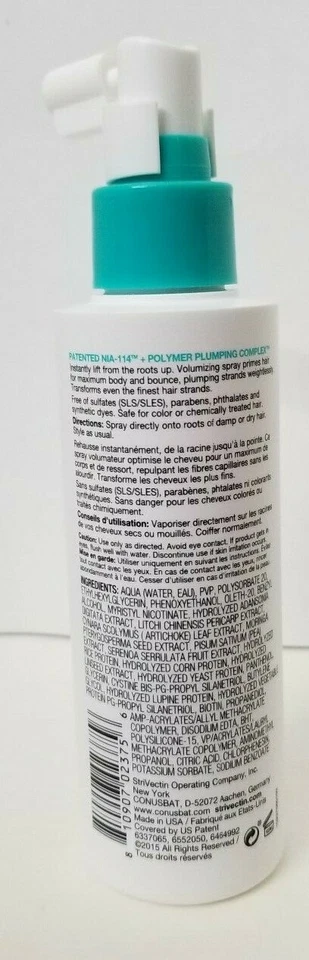 PATENTED NIA-114™ + POLYMER PLUMPING COMPLEX™
Instantly lift from the roots up. Volumizing spray primes hair
for maximum body and bounce, plumping strands weightlessly.
Transforms even the finest hair strands.
Free of sulfates (SLS/SLES), parabens, phthalates and
synthetic dyes. Safe for color or chemically treated hair.
Directions: Spray directly onto roots of damp or dry hair.
Style as usual.
Rehausse instantanément, de la racine jusqu'à la pointe. Ce
spray volumateur optimise le cheveu pour un maximum de
corps et de ressort, repulpant les fibres capillaires sans les
alourdir. Transforme les cheveux les plus fins.
Sans sulfates (SLS/SLES), parabènes, phtalates ni colorants
synthétiques. Sans danger pour les cheveux colorés ou
traités chimiquement.
Conseils d'utilisation: Vaporiser directement sur les racines
de vos cheveux secs ou mouillés. Coiffer normalement.
Caution: Use only as directed. Avoid eye contact. If product gets in
eyes, flush well with water. Discontinue use if skin irritation occurs.
Mise en garde: Utiliser uniquement en suivant les instructions. Éviter
tout contact avec les yeux. En cas de contact avec les yeux, rincer
abondamment à l'eau. Cesser d'utiliser en cas d'irritation de la peau.
INGREDIENTS: AQUA (WATER, EAU), PVP, POLYSORBATE 20,
ETHYLHEXYLGLYCERIN, PHENOXYETHANOL, OLETH-20, BENZYL
ALCOHOL, MYRISTYL NICOTINATE, HYDROLYZED ADANSONIA
DIGITATA EXTRACT, LITCHI CHINENSIS PERICARP EXTRACT,
CYNARA SCOLYMUS (ARTICHOKE) LEAF EXTRACT, MORINGA
PTERYGOSPERMA SEED EXTRACT, PISUM SATIVUM (PEA)
EXTRACT, SERENOA SERRULATA FRUIT EXTRACT, HYDROLYZED
SOY PROTEIN, HYDROLYZED CORN PROTEIN, HYDROLYZED
LINSEED EXTRACT, HYDROLYZED YEAST PROTEIN, PANTHENOL,
GLYCERIN, CYSTINE BIS-PG-PROPYL SILANETRIOL, BUTYLENE
GLYCOL, HYDROLYZED LUPINE PROTEIN, HYDROLYZED VEGETABLE
PROTEIN PG-PROPYL SILANETRIOL, BIOTIN, PROPANEDIOL,
AMP-ACRYLATES/ALLYL METHACRYLATE
COPOLYMER, DISODIUM EDTA, BHT,
POLYSILICONE-15, VP/ACRYLATES/LAURYL
METHACRYLATE COPOLYMER, AMINOMETHYL
PROPANOL, CITRIC ACID, CHLORPHENESIN,
POTASSIUM SORBATE, SODIUM BENZOATE
StriVectin Operating Company, Inc.
New York
CONUSBAT, D-52072 Aachen, Germany
www.conusbat.com strivectin.com
Made in USA / Fabriqué aux Etats-Unis
Covered by US Patent
6337065, 6552050, 6464992
©2015 All Rights Reserved /
Tous droits réservés
10907 02375 6